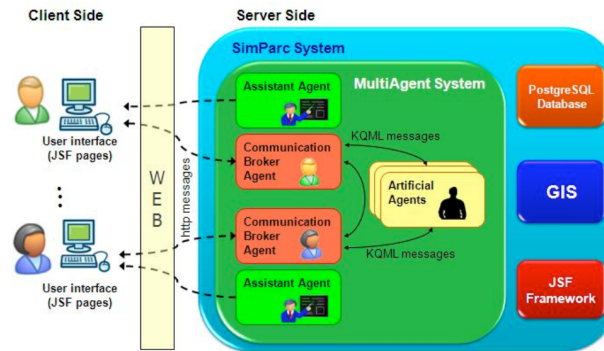 Client Side
Server Side
SimParc System
MultiAgent System
Assistant Agent
Communication
Broker Agent
KQML messages
Artificial
Agents
Communication
Broker Agent
KQML messages
Assistant Agent
User interface
(JSF pages)
User interface
(JSF pages)
WEB
http messages
PostgreSQL
Database
GIS
JSF
Framework